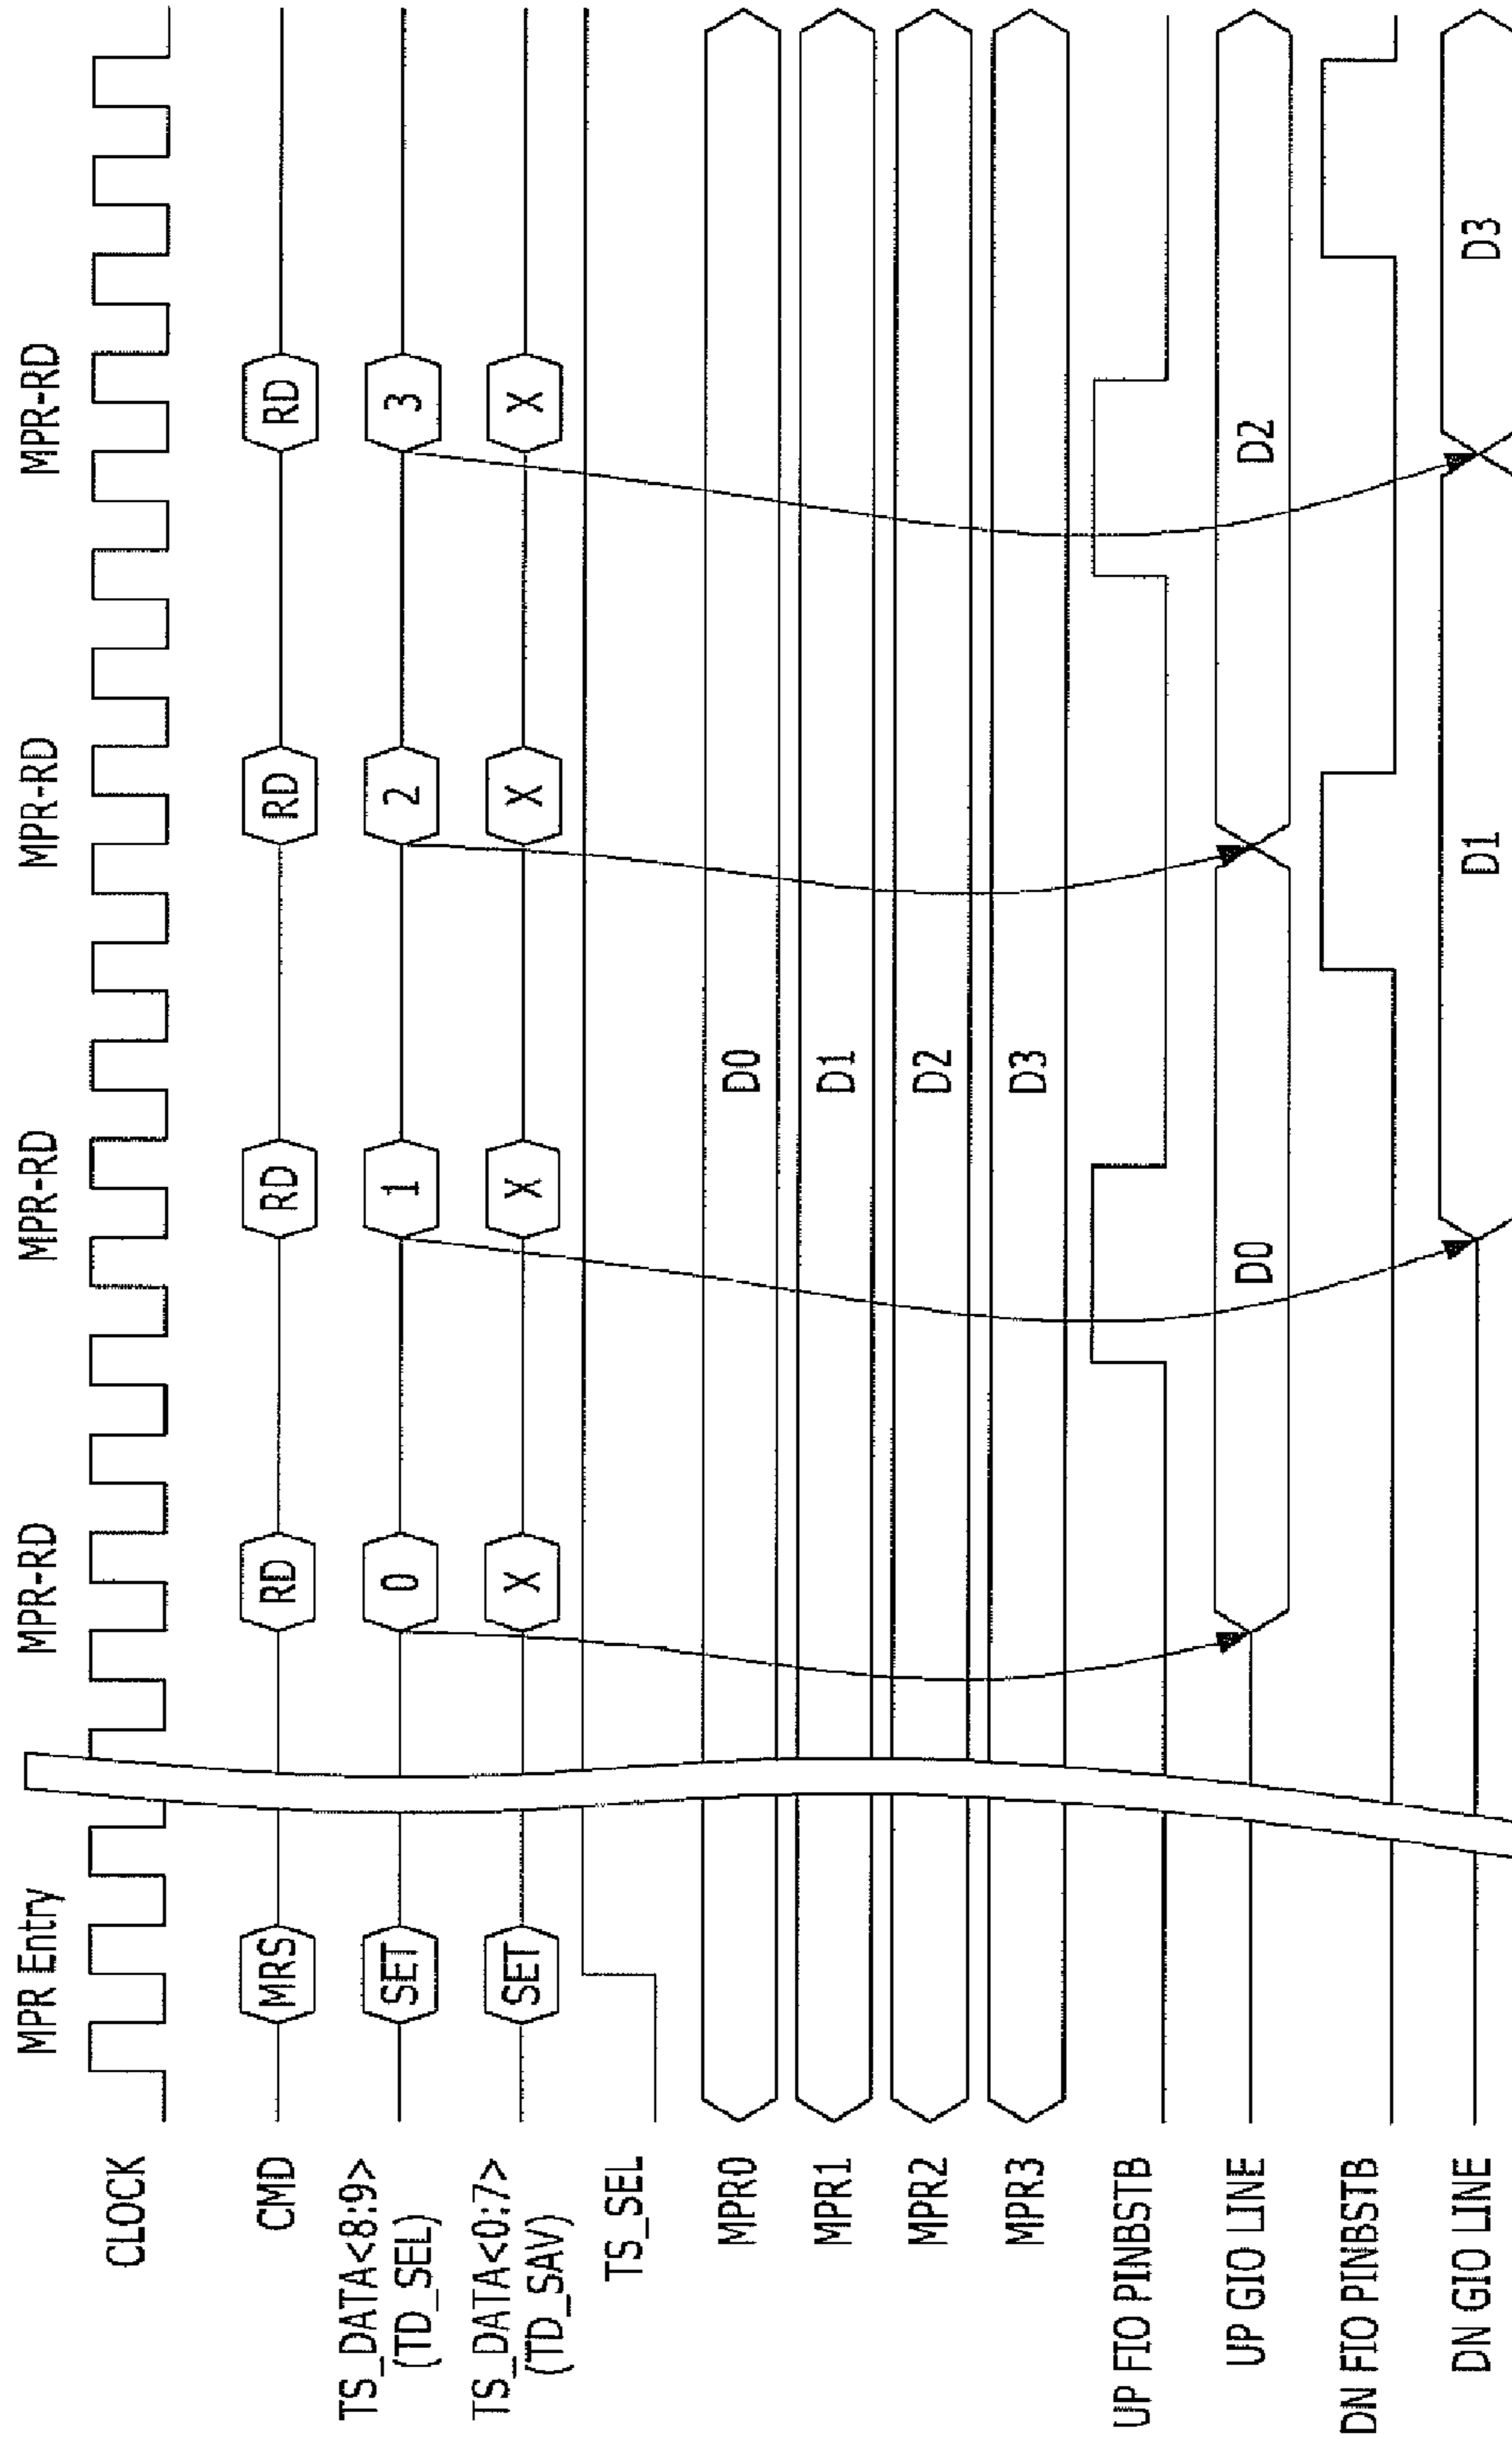 MPR Entry MPR-RD MPR-RD MPR-RD MPR-RD
CLOCK
CMD MRS RD RD RD RD
TS_DATA<8:9>
(TD_SEL) SET 0 1 2 3
TS_DATA<0:7>
(TD_SAV) SET X X X X
TS_SEL
MPR0 D0
MPR1 D1
MPR2 D2
MPR3 D3
UP FIO PINBSTB
UP GIO LINE D0 D2
DN FIO PINBSTB
DN GIO LINE D1 D3